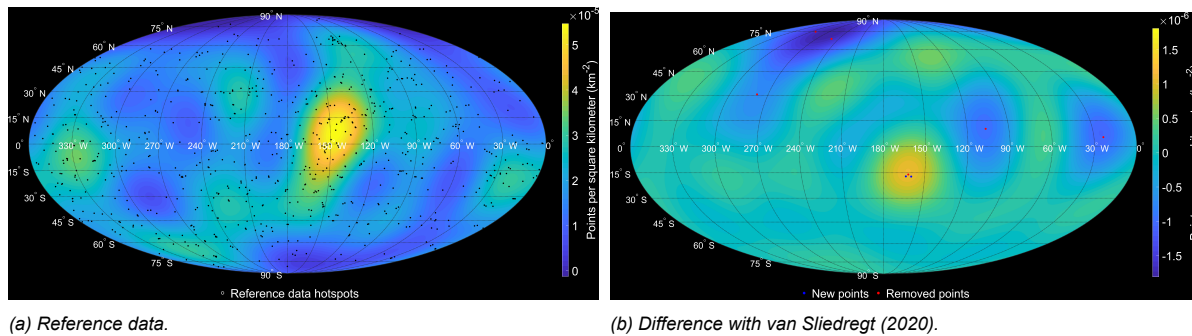 90° N
75° N
60° N
45° N
30° N
15° N
0° 330° W 300° W 270° W 240° W 210° W 180° W 150° W 120° W 90° W 60° W 30° W 0°
15° S
30° S
45° S
60° S
75° S
90° S
Reference data hotspots
×10⁻⁵
5
4
3
2
1
0
Points per square kilometer (km⁻²)
(a) Reference data.
90° N
75° N
60° N
45° N
30° N
15° N
0° 330° W 300° W 270° W 240° W 210° W 180° W 150° W 120° W 90° W 60° W 30° W 0°
15° S
30° S
45° S
60° S
75° S
90° S
New points Removed points
×10⁻⁶
1.5
1
0.5
0
-0.5
-1
-1.5
(b) Difference with van Sliedregt (2020).